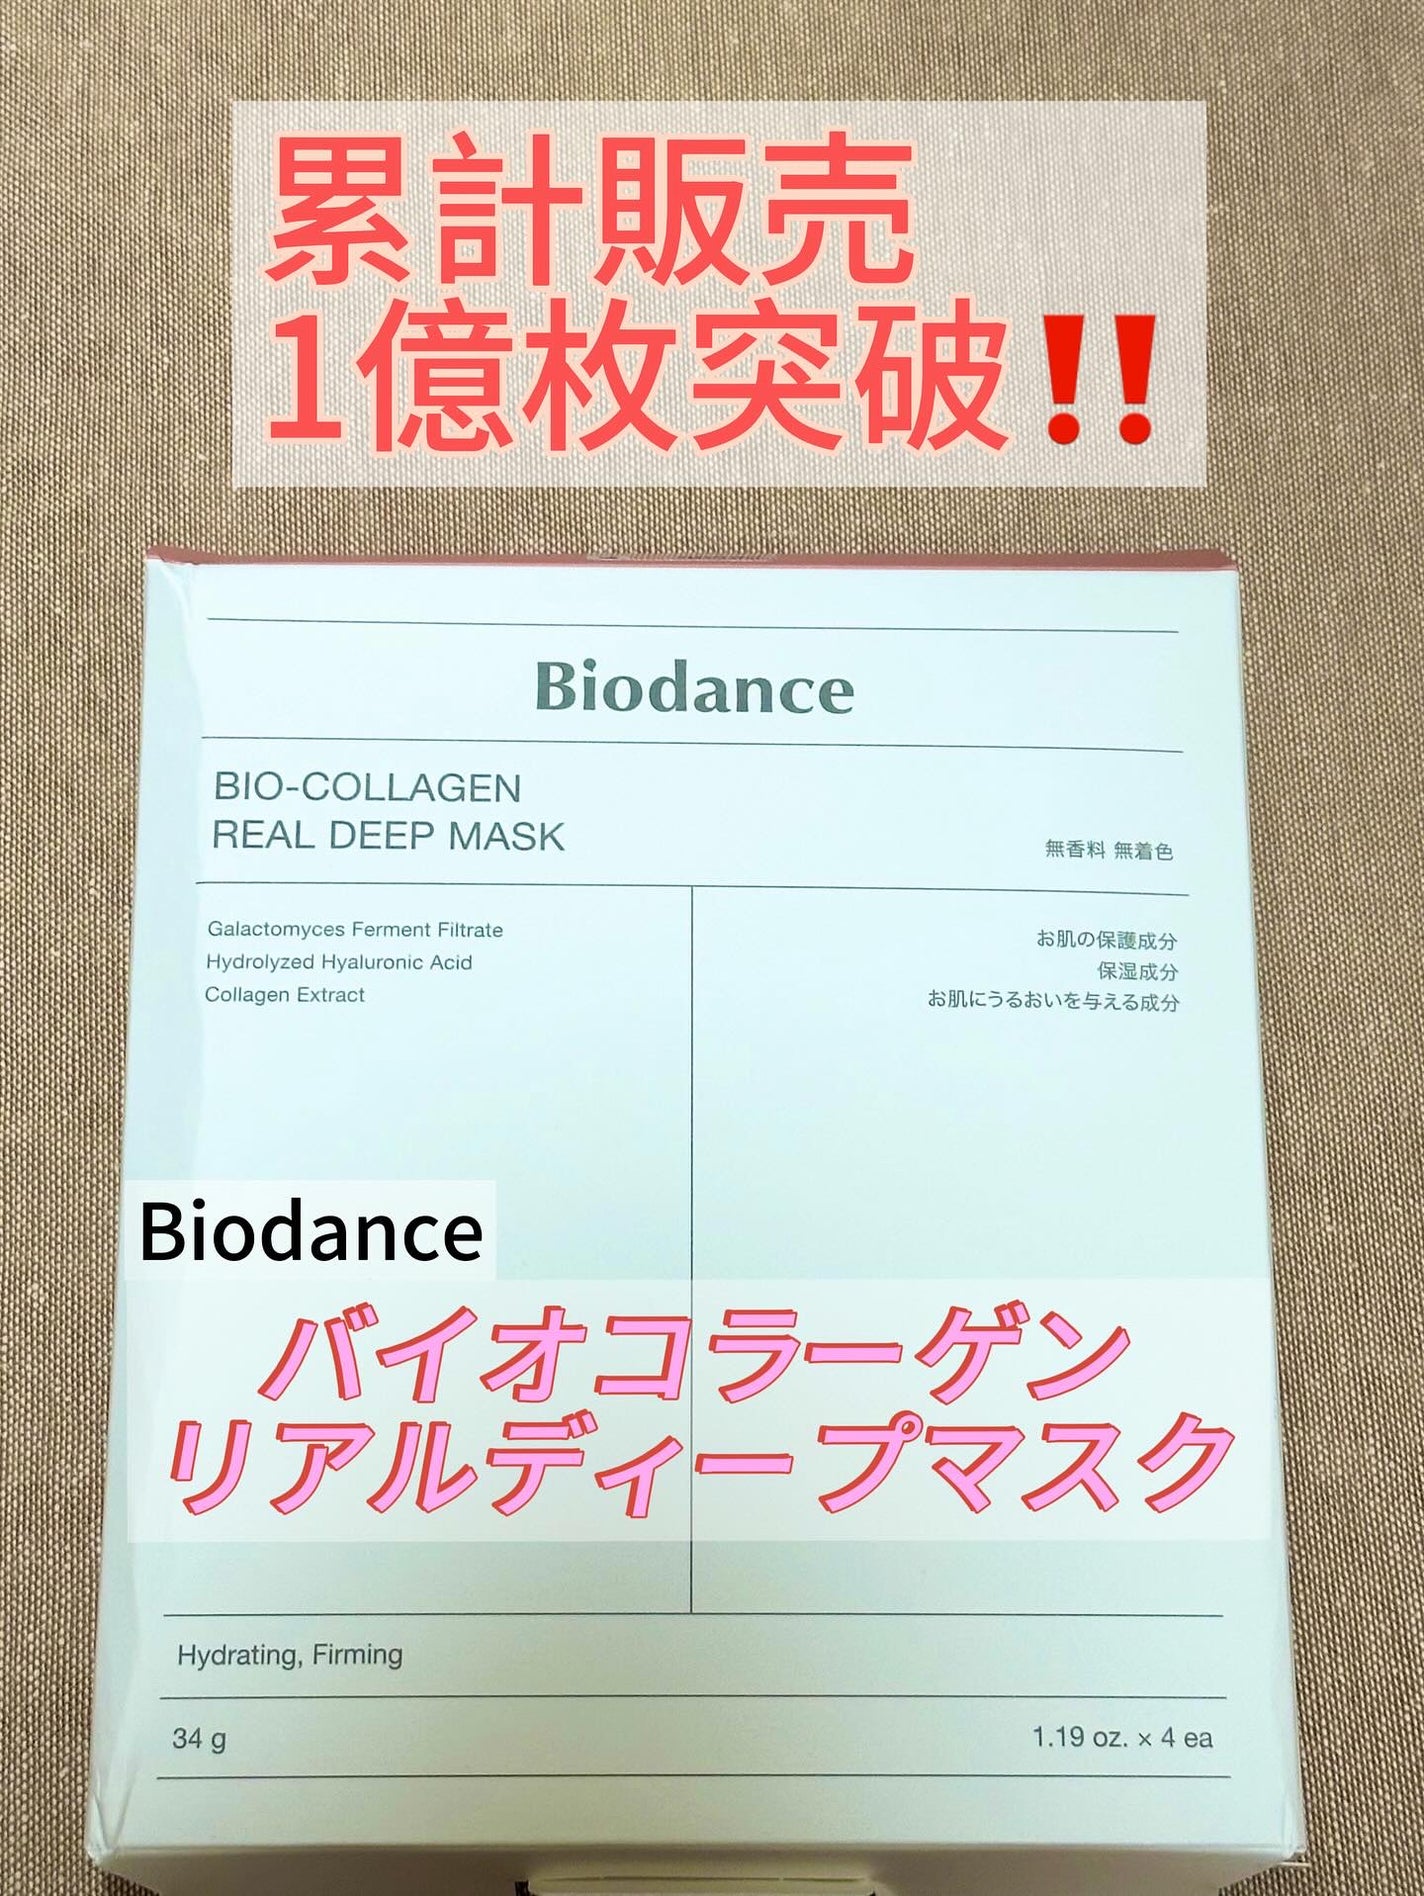 累計販売
1億枚突破‼️
Biodance
BIO-COLLAGEN
REAL DEEP MASK
無香料 無着色
Galactomyces Ferment Filtrate
Hydrolyzed Hyaluronic Acid
Collagen Extract
お肌の保護成分
保湿成分
お肌にうるおいを与える成分
Biodance
バイオコラーゲン
リアルディープマスク
Hydrating, Firming
34 g
1.19 oz. × 4 ea